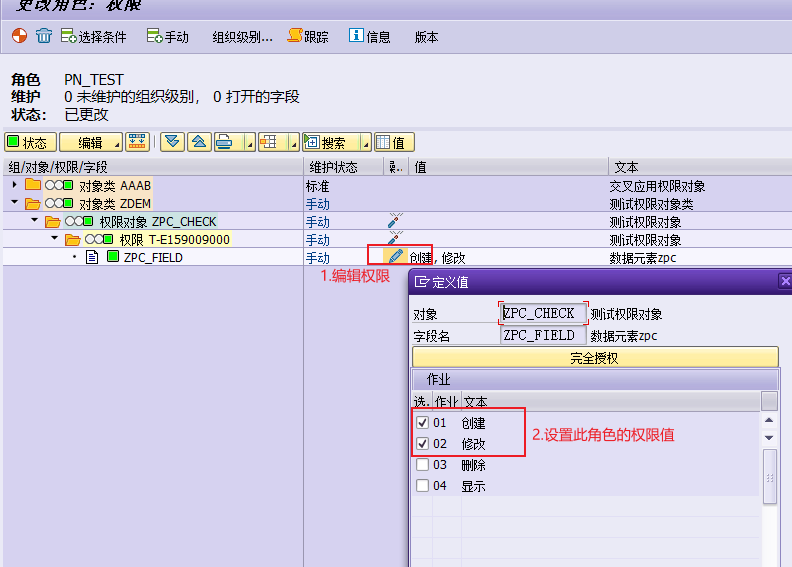 更改角色：权限
选择条件 手动 组织级别... 跟踪 信息 版本
角色 PN_TEST
维护 0 未维护的组织级别， 0 打开的字段
状态： 已更改
状态 编辑 搜索 值
组/对象/权限/字段 维护状态 值 文本
对象类 AAAB 标准 交叉应用权限对象
对象类 ZDEM 手动 测试权限对象类
权限对象 ZPC_CHECK 手动 测试权限对象
权限 T-E159009000 手动 测试权限对象
ZPC_FIELD 手动 创建, 修改 数据元素zpc
1.编辑权限
定义值
对象 ZPC_CHECK 测试权限对象
字段名 ZPC_FIELD 数据元素zpc
完全授权
作业
选. 作业 文本
01 创建
02 修改
2.设置此角色的权限值
03 删除
04 显示